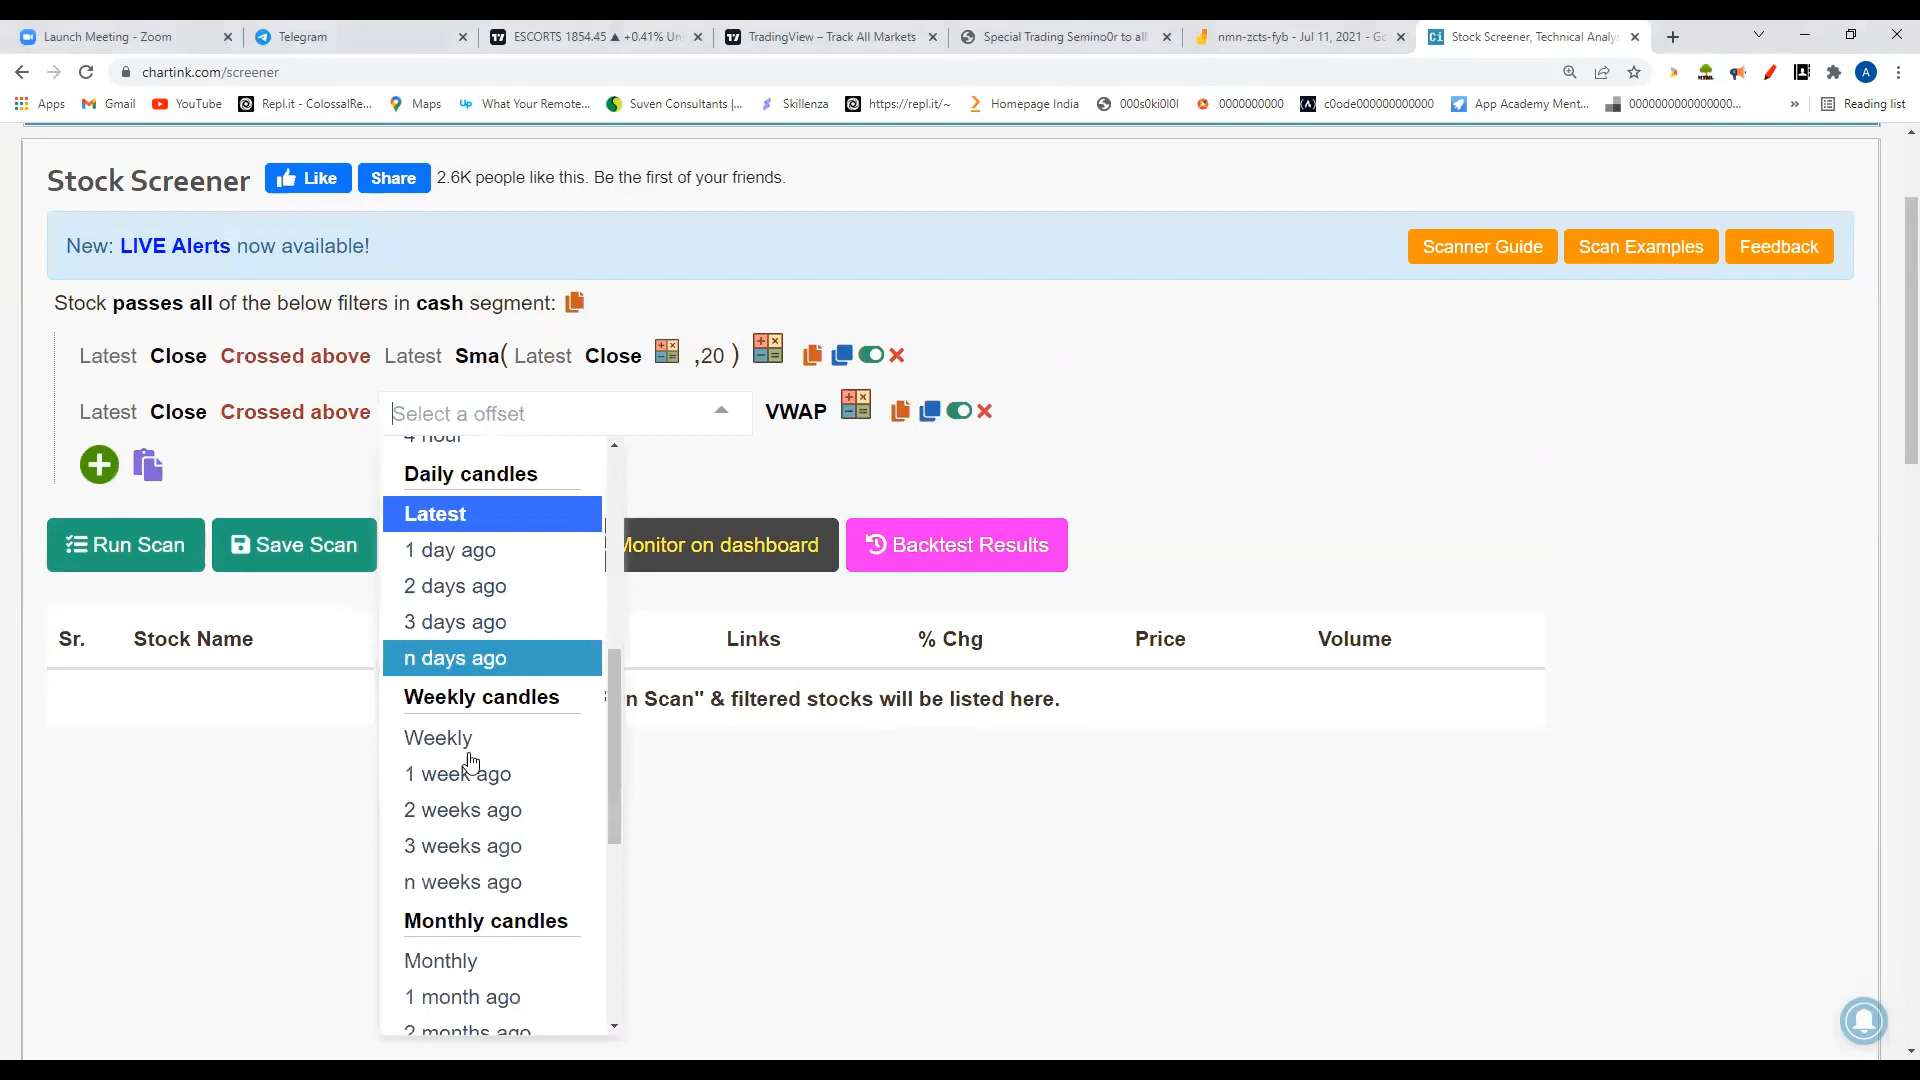 Launch Meeting - Zoom
Telegram
ESCORTS 1854.45 ▲ +0.41% Un
TradingView – Track All Markets
Special Trading Semino0r to all
nmn-zcts-fyb - Jul 11, 2021 - Go
Stock Screener, Technical Analys
chartink.com/screener
Apps
Gmail
YouTube
Repl.it - ColossalRe...
Maps
What Your Remote...
Suven Consultants |...
Skillenza
https://repl.it/~
Homepage India
000s0ki0l0l
0000000000
c0ode000000000000
App Academy Ment...
0000000000000000...
Reading list
Stock Screener
Like
Share
2.6K people like this. Be the first of your friends.
New: LIVE Alerts now available!
Scanner Guide
Scan Examples
Feedback
Stock passes all of the below filters in cash segment:
Latest Close Crossed above Latest Sma( Latest Close ,20 )
Latest Close Crossed above Select a offset VWAP
4 hour
Daily candles
Latest
1 day ago
2 days ago
3 days ago
n days ago
Weekly candles
Weekly
1 week ago
2 weeks ago
3 weeks ago
n weeks ago
Monthly candles
Monthly
1 month ago
2 months ago
Run Scan
Save Scan
Monitor on dashboard
Backtest Results
Sr. Stock Name Links % Chg Price Volume
n Scan" & filtered stocks will be listed here.